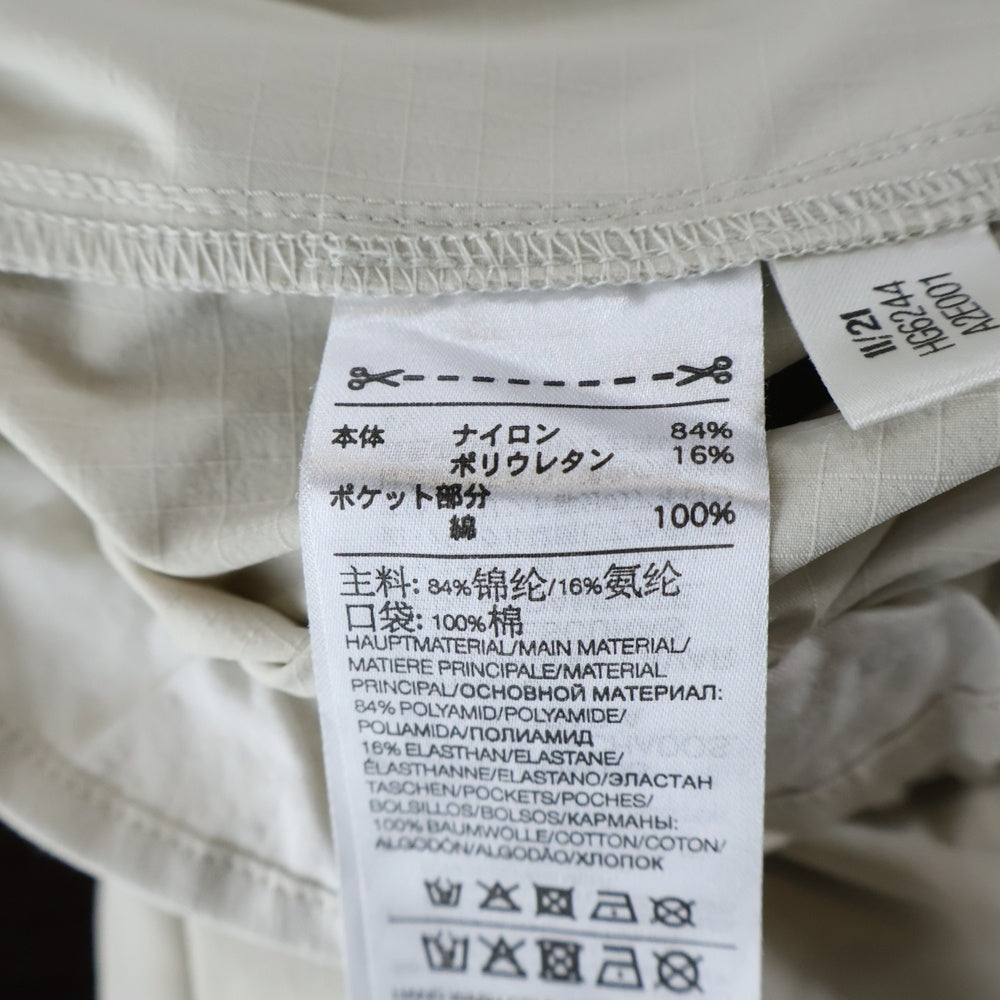 本体 ナイロン 84%
ポリウレタン 16%
ポケット部分
綿 100%
主料: 84%锦纶/16%氨纶
口袋: 100%棉
HAUPTMATERIAL/MAIN MATERIAL/
MATIERE PRINCIPALE/MATERIAL
PRINCIPAL/ОСНОВНОЙ МАТЕРИАЛ:
84% POLYAMID/POLYAMIDE/
POLIAMIDA/ПОЛИАМИД
16% ELASTHAN/ELASTANE/
ÉLASTHANNE/ELASTANO/ЭЛАСТАН
TASCHEN/POCKETS/POCHES/
BOLSILLOS/BOLSOS/КАРМАНЫ:
100% BAUMWOLLE/COTTON/COTON/
ALGODÓN/ALGODÃO/ХЛОПОК
11/21
HG6244
A2E001